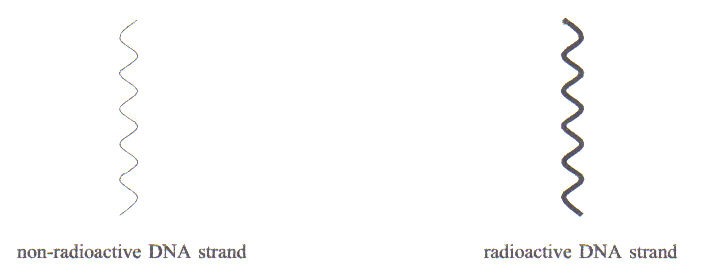 non-radioactive DNA strand
radioactive DNA strand